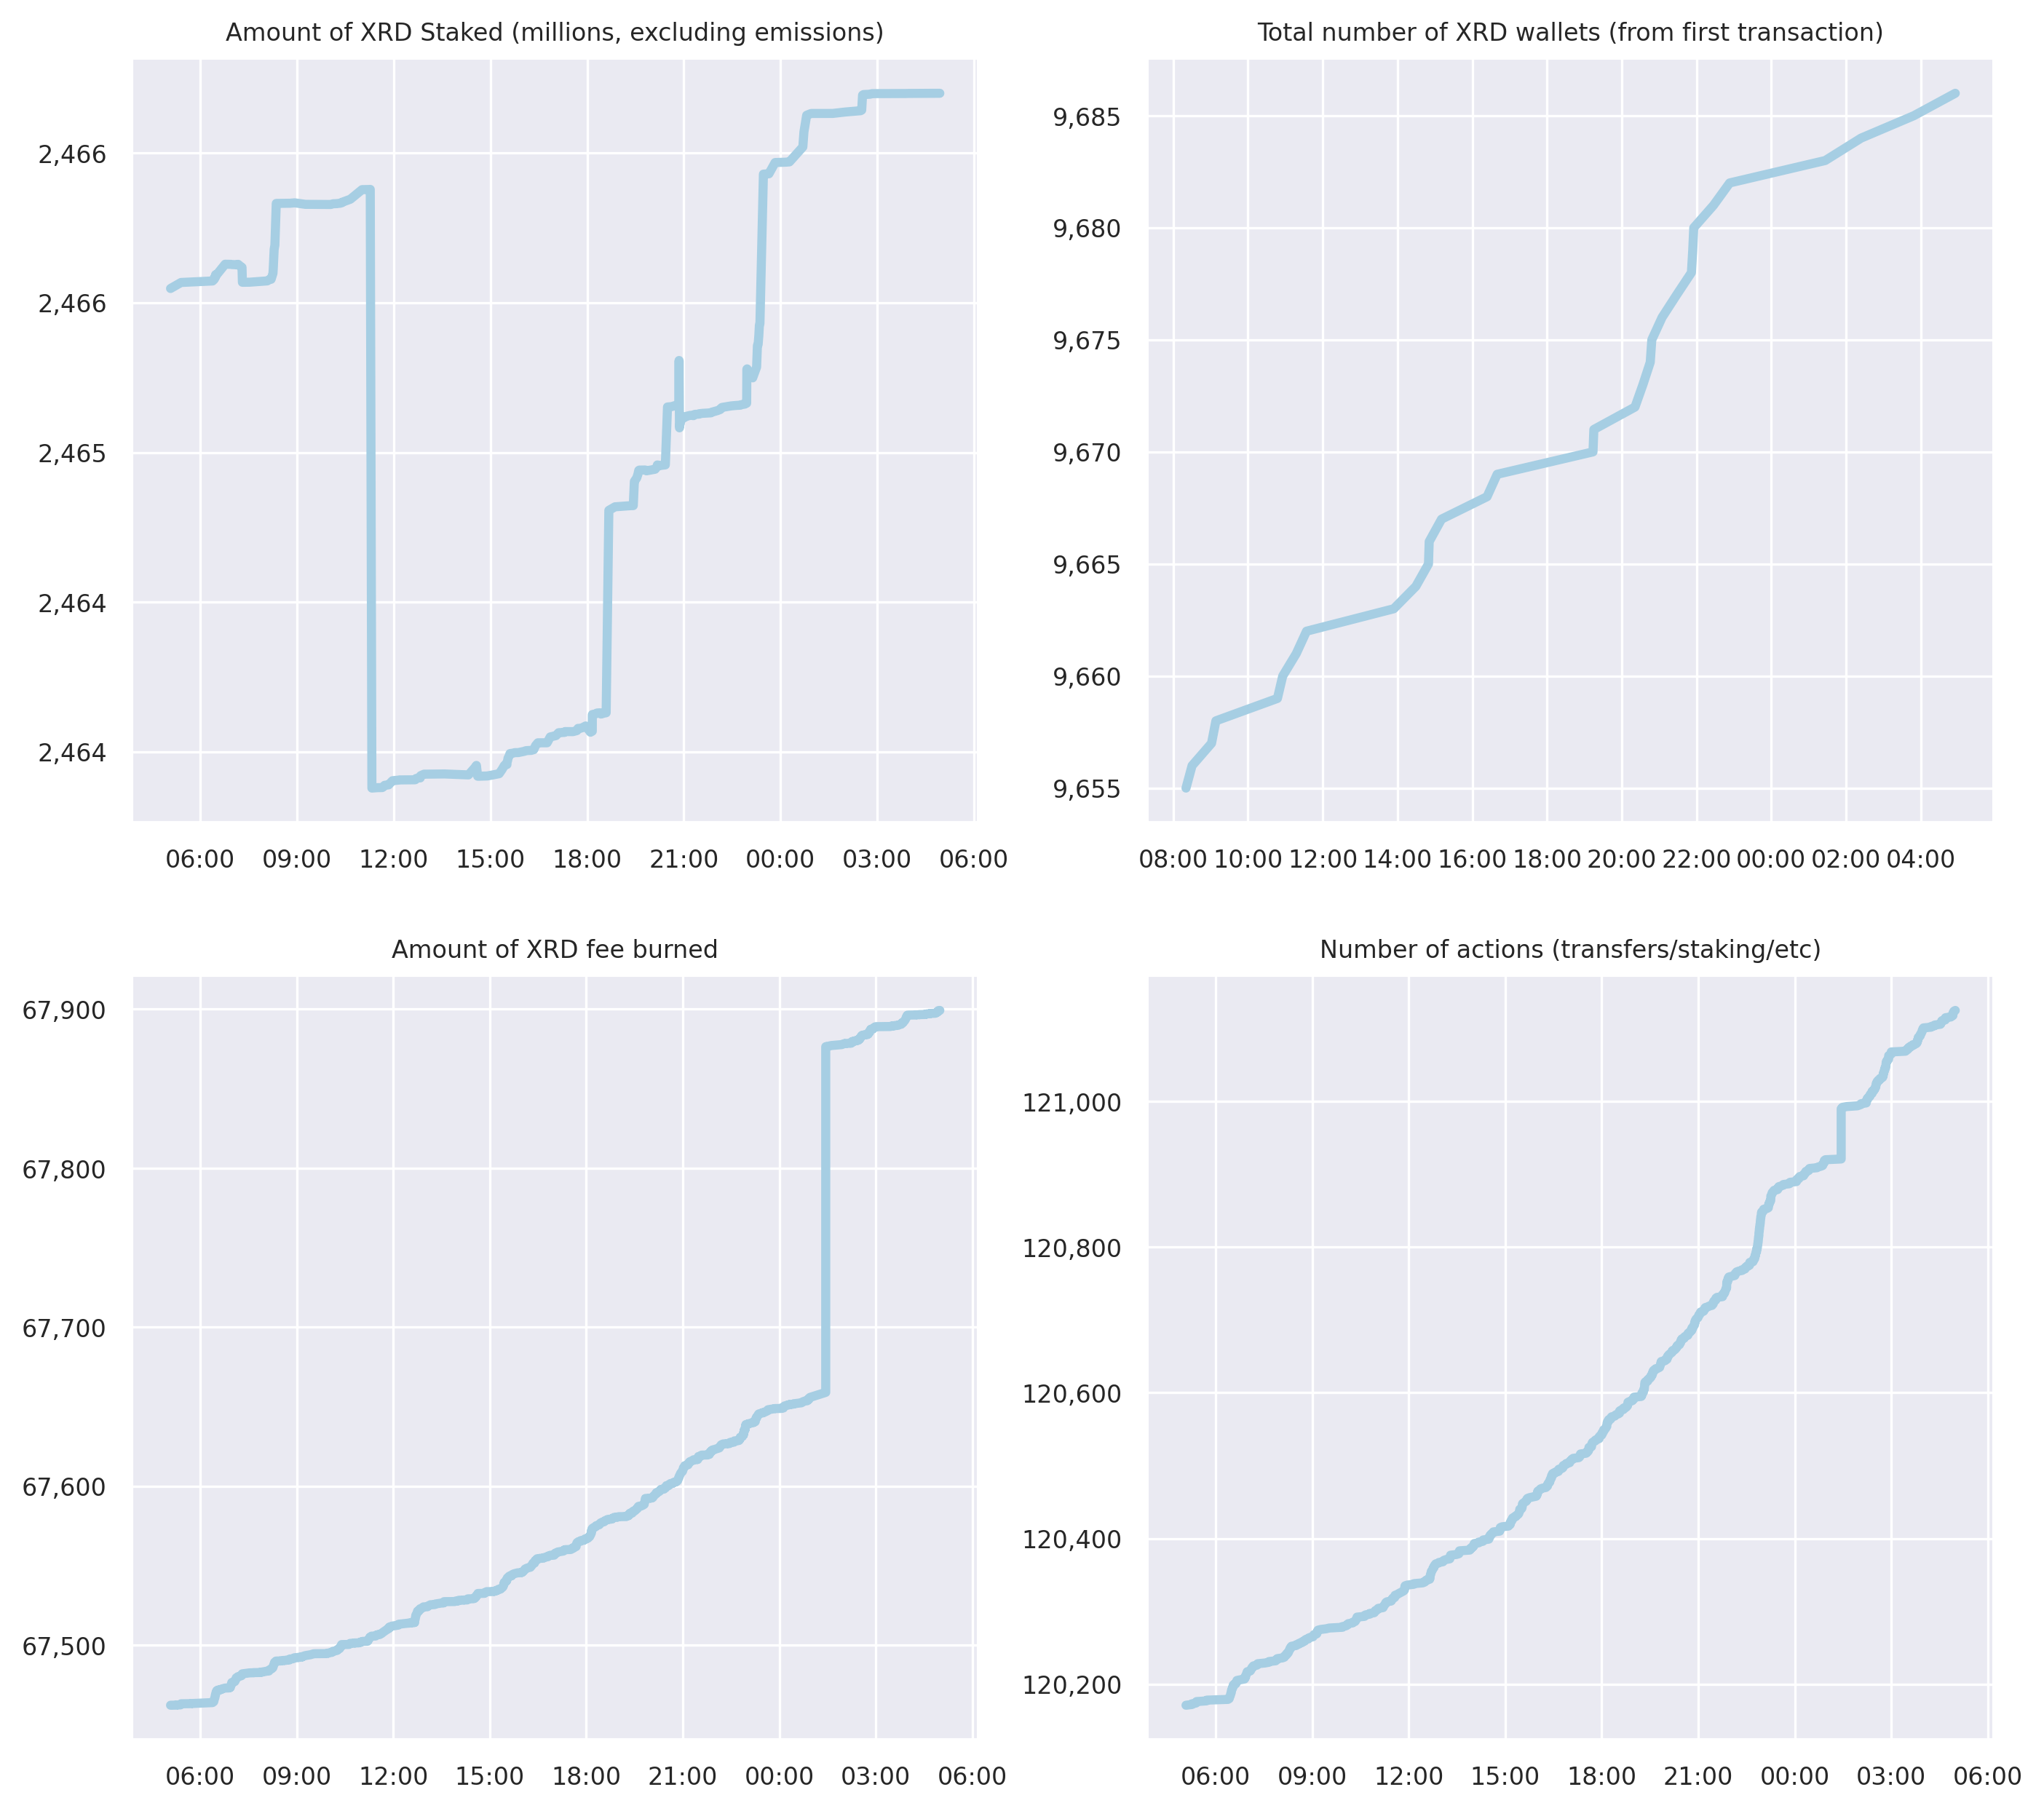 Amount of XRD Staked (millions, excluding emissions)
2,466
2,466
2,465
2,464
2,464
06:00 09:00 12:00 15:00 18:00 21:00 00:00 03:00 06:00
Total number of XRD wallets (from first transaction)
9,685
9,680
9,675
9,670
9,665
9,660
9,655
08:00 10:00 12:00 14:00 16:00 18:00 20:00 22:00 00:00 02:00 04:00
Amount of XRD fee burned
67,900
67,800
67,700
67,600
67,500
06:00 09:00 12:00 15:00 18:00 21:00 00:00 03:00 06:00
Number of actions (transfers/staking/etc)
121,000
120,800
120,600
120,400
120,200
06:00 09:00 12:00 15:00 18:00 21:00 00:00 03:00 06:00